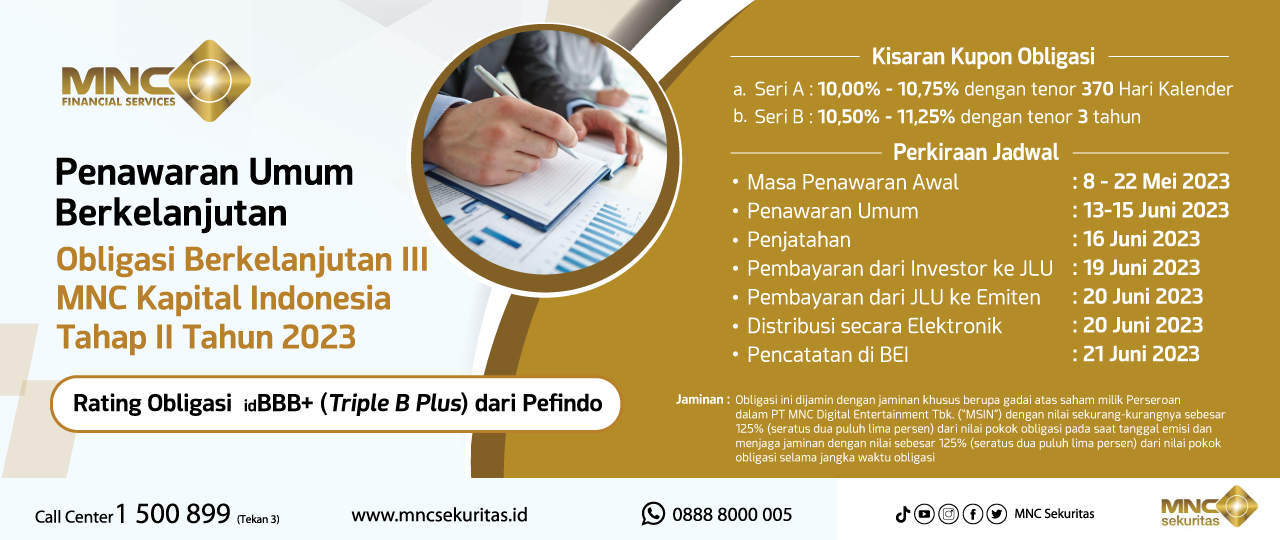 MNC
FINANCIAL SERVICES
Penawaran Umum
Berkelanjutan
Obligasi Berkelanjutan III
MNC Kapital Indonesia
Tahap II Tahun 2023
Rating Obligasi idBBB+ (Triple B Plus) dari Pefindo
Kisaran Kupon Obligasi
a. Seri A : 10,00% - 10,75% dengan tenor 370 Hari Kalender
b. Seri B : 10,50% - 11,25% dengan tenor 3 tahun
Perkiraan Jadwal
• Masa Penawaran Awal : 8 - 22 Mei 2023
• Penawaran Umum : 13-15 Juni 2023
• Penjatahan : 16 Juni 2023
• Pembayaran dari Investor ke JLU : 19 Juni 2023
• Pembayaran dari JLU ke Emiten : 20 Juni 2023
• Distribusi secara Elektronik : 20 Juni 2023
• Pencatatan di BEI : 21 Juni 2023
Jaminan : Obligasi ini dijamin dengan jaminan khusus berupa gadai atas saham milik Perseroan
dalam PT MNC Digital Entertainment Tbk. ("MSIN") dengan nilai sekurang-kurangnya sebesar
125% (seratus dua puluh lima persen) dari nilai pokok obligasi pada saat tanggal emisi dan
menjaga jaminan dengan nilai sebesar 125% (seratus dua puluh lima persen) dari nilai pokok
obligasi selama jangka waktu obligasi
Call Center 1 500 899 (Tekan 3)
www.mncsekuritas.id
0888 8000 005
MNC Sekuritas
MNC
sekuritas